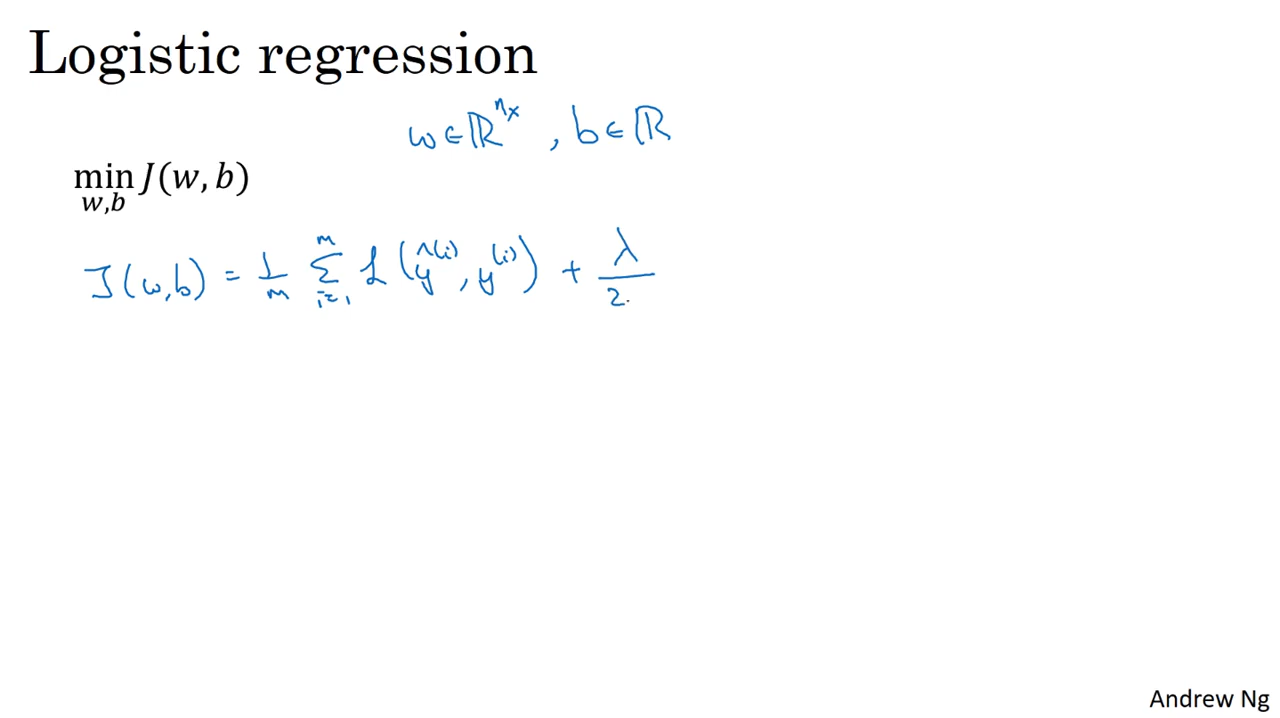 Logistic regression
w ∈ ℝ^{n_x}, b ∈ ℝ
min_{w,b} J(w, b)
J(w,b) = 1/m Σ_{i=1}^{m} ℒ(ŷ^{(i)}, y^{(i)}) + λ/2
Andrew Ng